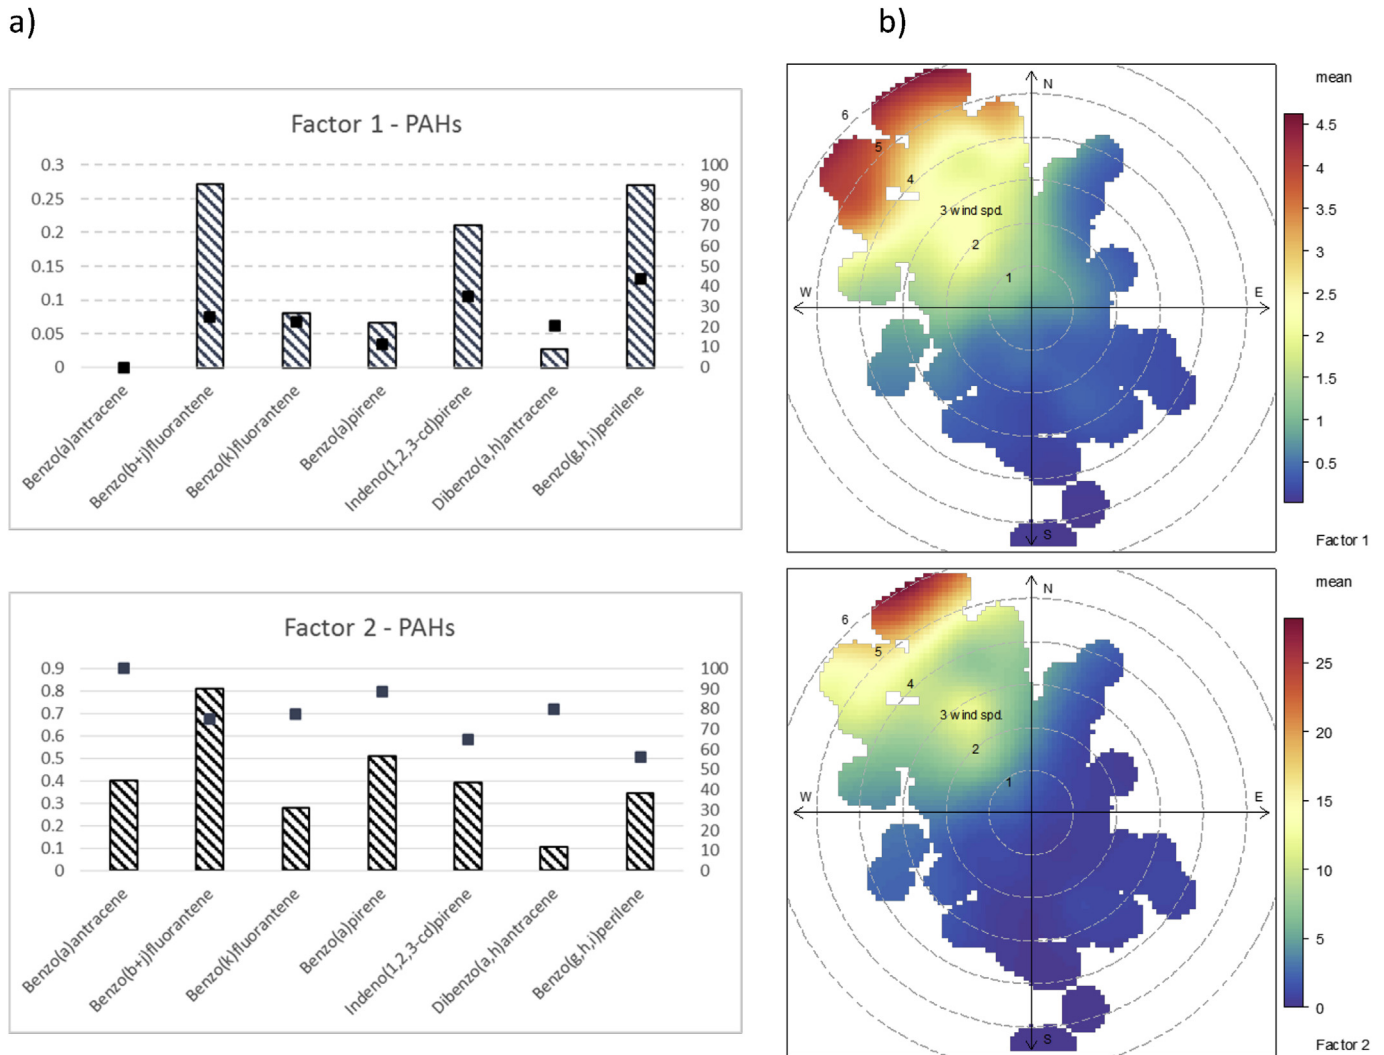 a)
b)
Factor 1 - PAHs
0.3
0.25
0.2
0.15
0.1
0.05
0
100
90
80
70
60
50
40
30
20
10
0
Benzo(a)antracene
Benzo(b+j)fluorantene
Benzo(k)fluorantene
Benzo(a)pirene
Indeno(1,2,3-cd)pirene
Dibenzo(a,h)antracene
Benzo(g,h,i)perilene
N
6
5
4
3 wind spd.
2
1
W
E
S
mean
4.5
4
3.5
3
2.5
2
1.5
1
0.5
Factor 1
Factor 2 - PAHs
0.9
0.8
0.7
0.6
0.5
0.4
0.3
0.2
0.1
0
100
90
80
70
60
50
40
30
20
10
0
Benzo(a)antracene
Benzo(b+j)fluorantene
Benzo(k)fluorantene
Benzo(a)pirene
Indeno(1,2,3-cd)pirene
Dibenzo(a,h)antracene
Benzo(g,h,i)perilene
N
6
5
4
3 wind spd.
2
1
W
E
S
mean
25
20
15
10
5
0
Factor 2